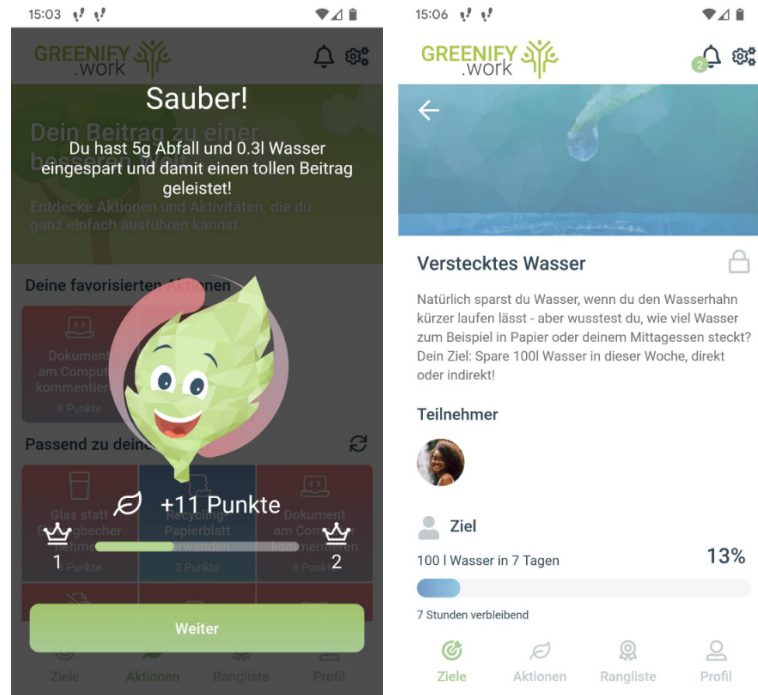 15:03
GREENIFY
.work
Sauber!
Dein Beitrag zu einer
besseren Welt
Du hast 5g Abfall und 0.3l Wasser
eingespart und damit einen tollen Beitrag
geleistet!
Entdecke Aktionen und Aktivitäten, die du
ganz einfach ausführen kannst
Deine favorisierten Aktionen
Dokument
am Computer
kommentieren
8 Punkte
Passend zu deinen
Glas statt
Einwegbecher
nehmen
8 Punkte
Recycling-
Papierblatt
verwenden
3 Punkte
Dokument
am Computer
kommentieren
8 Punkte
+11 Punkte
1
2
Weiter
Ziele
Aktionen
Rangliste
Profil
15:06
GREENIFY
.work
2
Verstecktes Wasser
Natürlich sparst du Wasser, wenn du den Wasserhahn
kürzer laufen lässt - aber wusstest du, wie viel Wasser
zum Beispiel in Papier oder deinem Mittagessen steckt?
Dein Ziel: Spare 100l Wasser in dieser Woche, direkt
oder indirekt!
Teilnehmer
Ziel
100 l Wasser in 7 Tagen
13%
7 Stunden verbleibend
Ziele
Aktionen
Rangliste
Profil